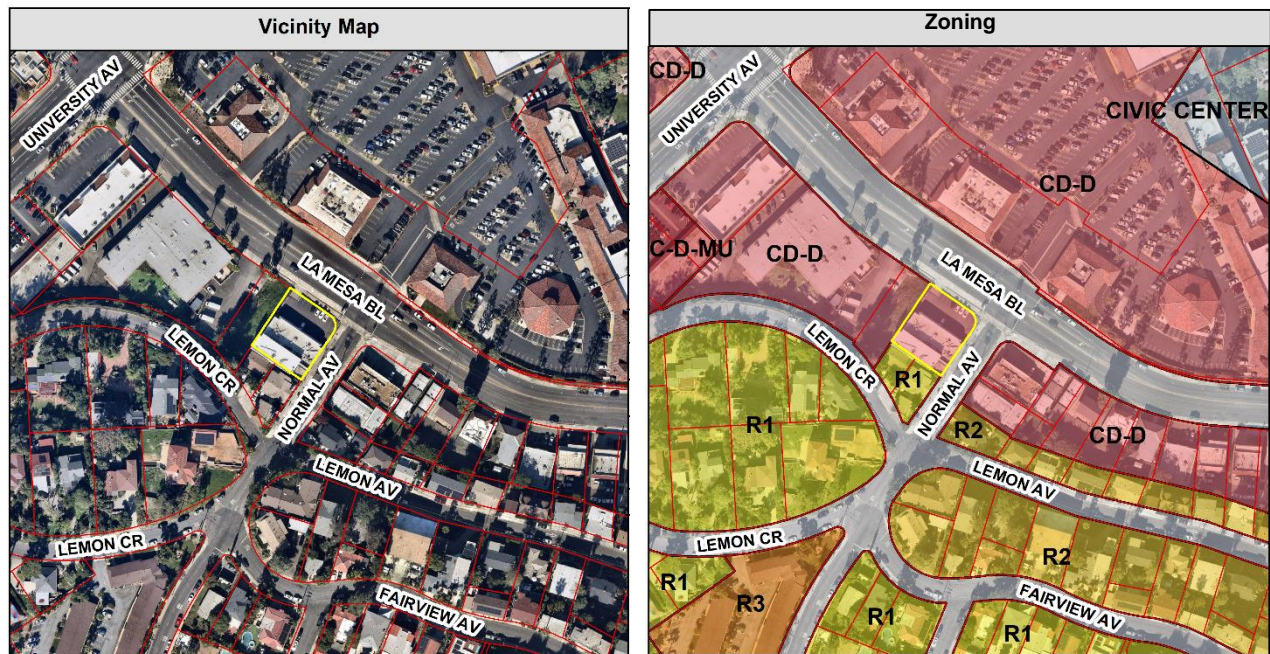 Vicinity Map
UNIVERSITY AV
LA MESA BL
LEMON CR
NORMAL AV
LEMON AV
LEMON CR
FAIRVIEW AV
Zoning
CD-D
UNIVERSITY AV
CIVIC CENTER
CD-D
C-D-MU
CD-D
LA MESA BL
LEMON CR
R1
NORMAL AV
R1
R2
CD-D
LEMON AV
LEMON CR
R2
R1
R3
R1
FAIRVIEW AV
R1